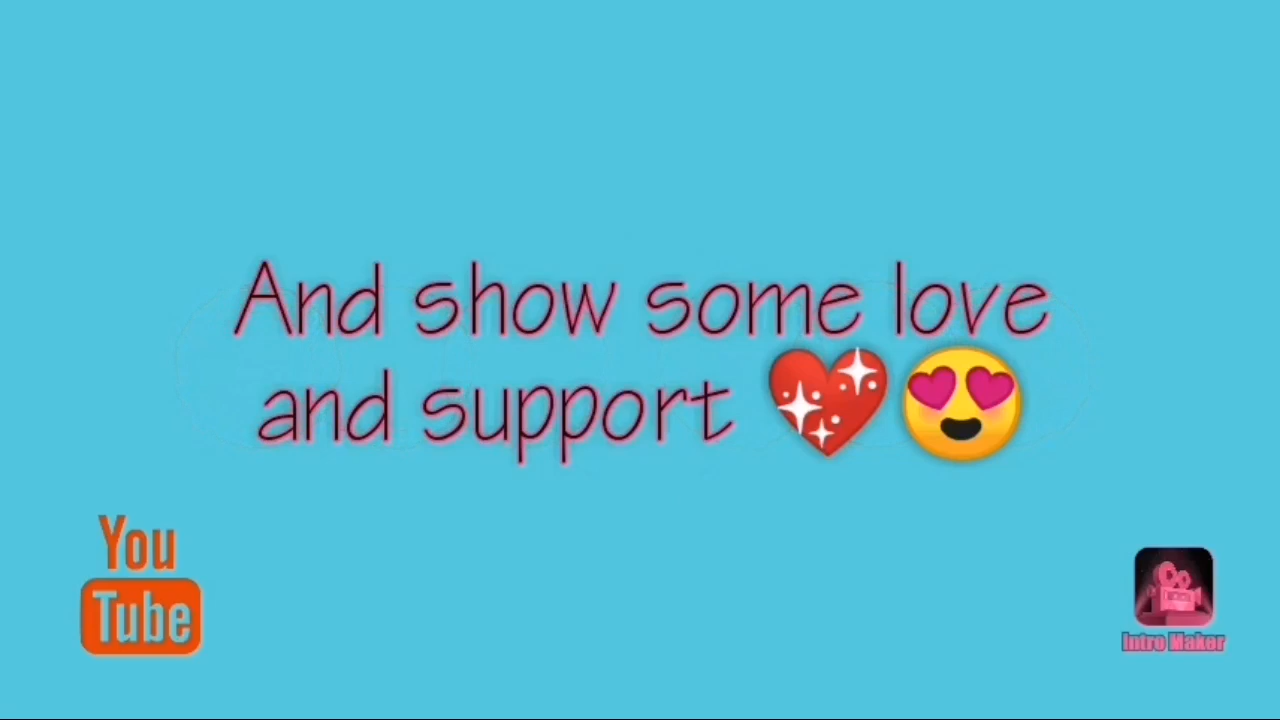 And show some love
and support 💖😍
You
Tube
Intro Maker